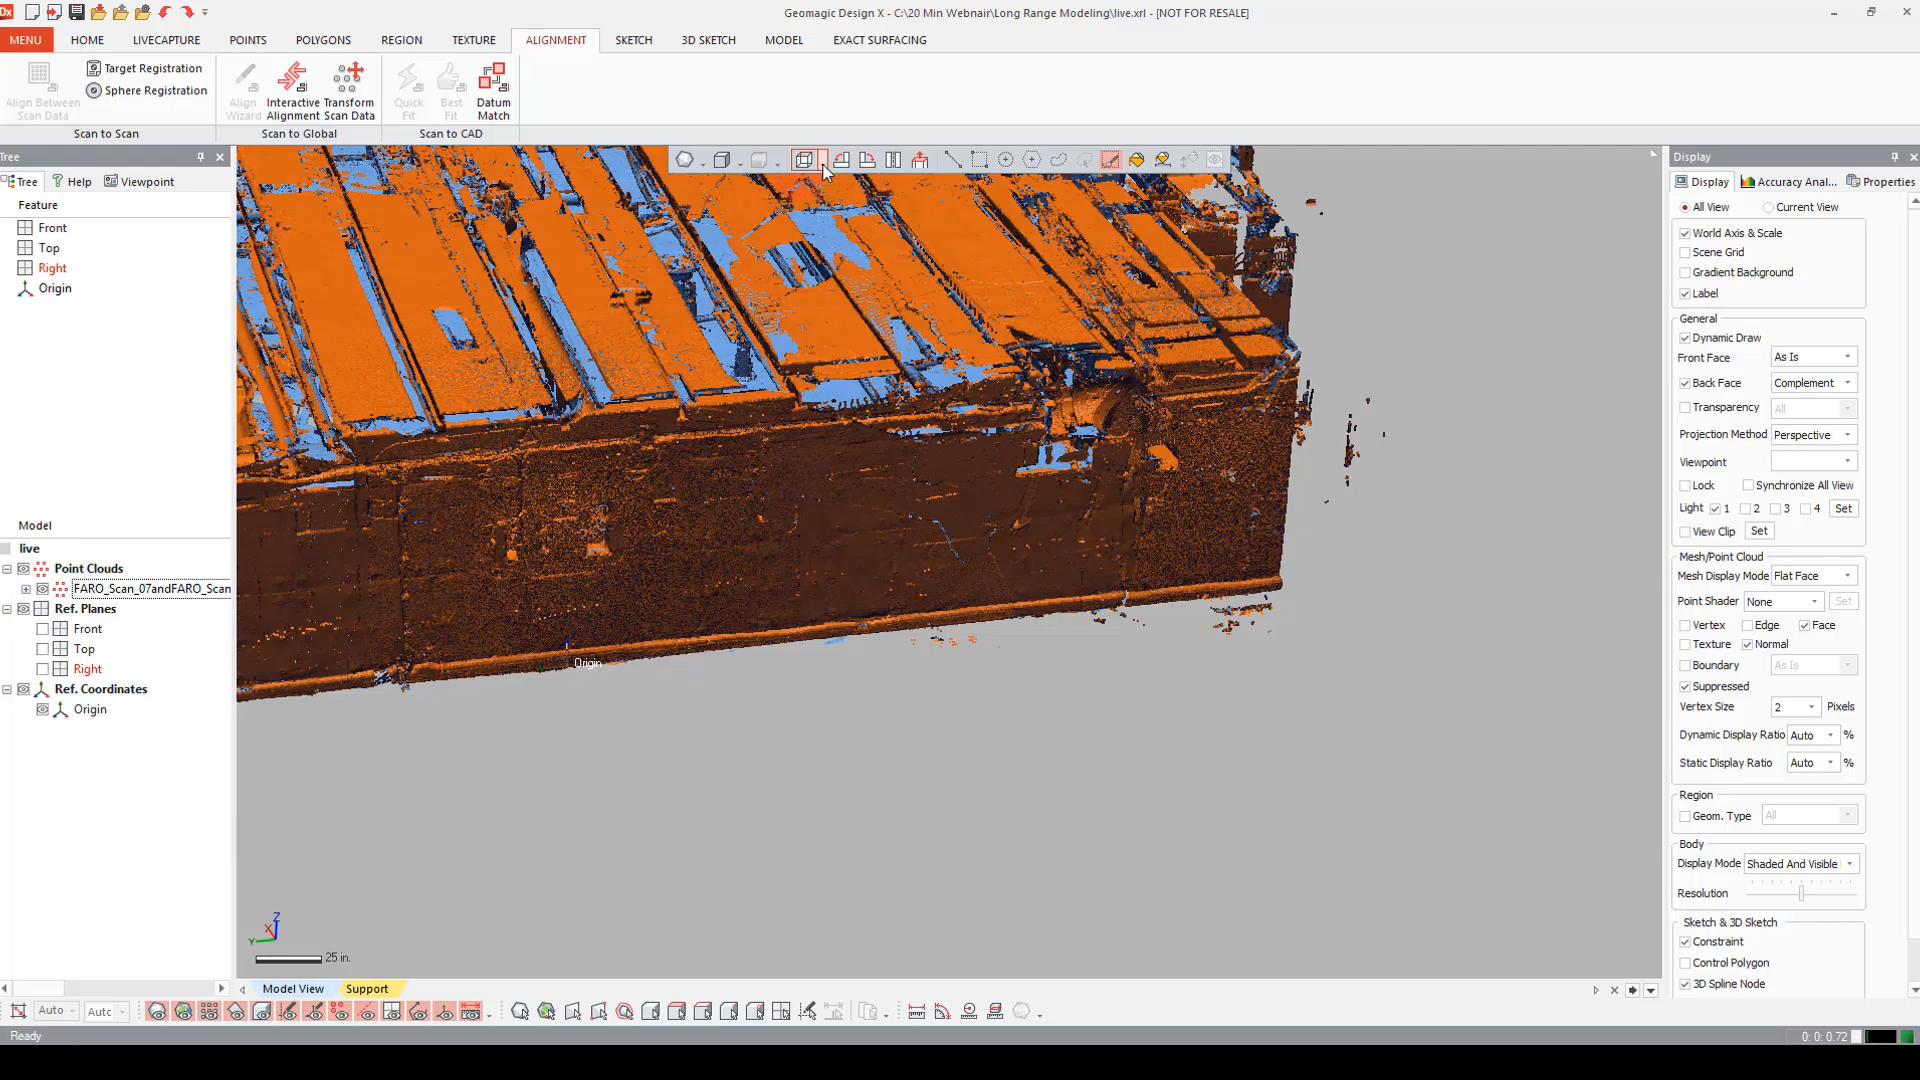 Dx
Geomagic Design X - C:\20 Min Webnair\Long Range Modeling\live.xrl - [NOT FOR RESALE]
MENU HOME LIVECAPTURE POINTS POLYGONS REGION TEXTURE ALIGNMENT SKETCH 3D SKETCH MODEL EXACT SURFACING
Align Between Scan Data
Target Registration
Sphere Registration
Align Wizard
Interactive Alignment
Transform Scan Data
Quick Fit
Best Fit
Datum Match
Scan to Scan
Scan to Global
Scan to CAD
Tree
Tree Help Viewpoint
Feature
Front
Top
Right
Origin
Model
live
Point Clouds
FARO_Scan_07andFARO_Scan
Ref. Planes
Front
Top
Right
Ref. Coordinates
Origin
Origin
Z
X
Y
25 in.
Model View Support
Auto Auto
Ready
Display
Display Accuracy Anal... Properties
All View Current View
World Axis & Scale
Scene Grid
Gradient Background
Label
General
Dynamic Draw
Front Face As Is
Back Face Complement
Transparency All
Projection Method Perspective
Viewpoint
Lock Synchronize All View
Light 1 2 3 4 Set
View Clip Set
Mesh/Point Cloud
Mesh Display Mode Flat Face
Point Shader None Set
Vertex Edge Face
Texture Normal
Boundary As Is
Suppressed
Vertex Size 2 Pixels
Dynamic Display Ratio Auto %
Static Display Ratio Auto %
Region
Geom. Type All
Body
Display Mode Shaded And Visible
Resolution
Sketch & 3D Sketch
Constraint
Control Polygon
3D Spline Node
0: 0: 0.72